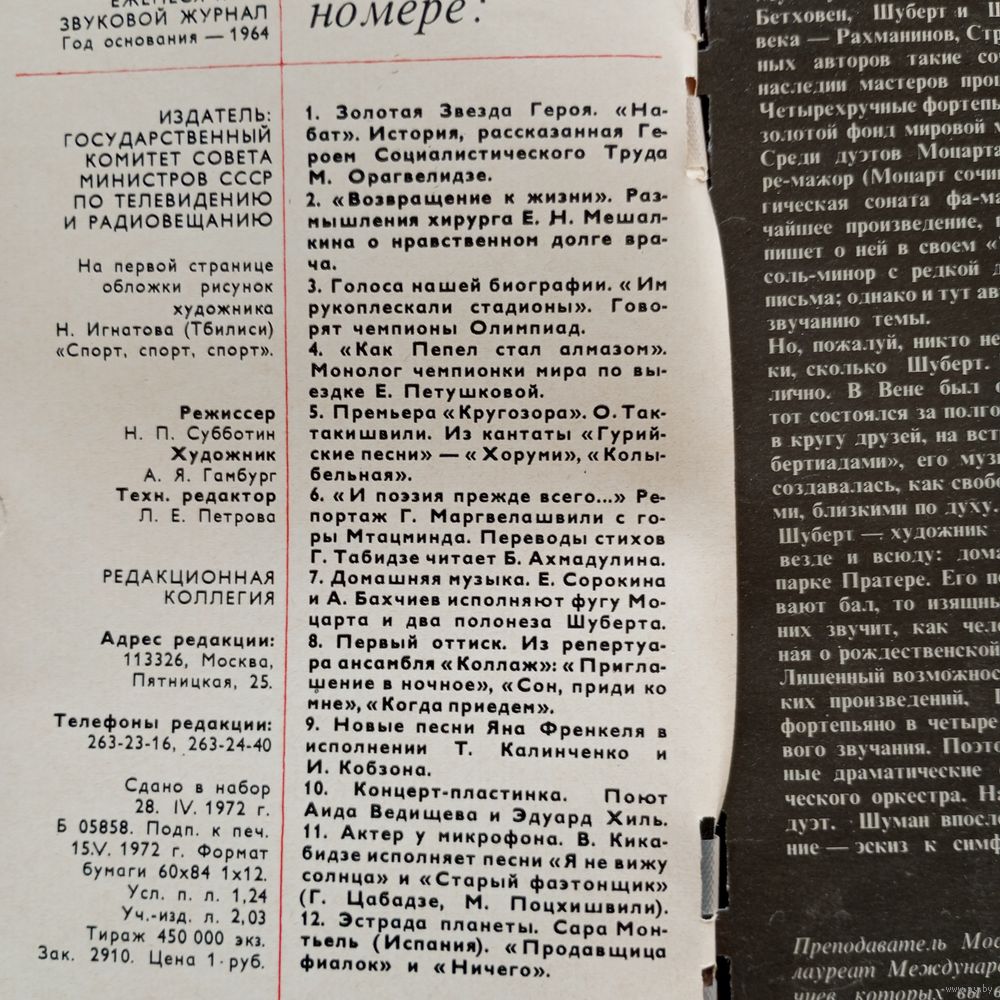 ЗВУКОВОЙ ЖУРНАЛ
Год основания — 1964
номере:
ИЗДАТЕЛЬ:
ГОСУДАРСТВЕННЫЙ
КОМИТЕТ СОВЕТА
МИНИСТРОВ СССР
ПО ТЕЛЕВИДЕНИЮ
И РАДИОВЕЩАНИЮ
На первой странице
обложки рисунок
художника
Н. Игнатова (Тбилиси)
«Спорт, спорт, спорт».
Режиссер
Н. П. Субботин
Художник
А. Я. Гамбург
Техн. редактор
Л. Е. Петрова
РЕДАКЦИОННАЯ
КОЛЛЕГИЯ
Адрес редакции:
113326, Москва,
Пятницкая, 25.
Телефоны редакции:
263-23-16, 263-24-40
Сдано в набор
28. IV. 1972 г.
Б 05858. Подп. к печ.
15.V. 1972 г. Формат
бумаги 60х84 1х12.
Усл. п. л. 1,24
Уч.-изд. л. 2,03
Тираж 450 000 экз.
Зак. 2910. Цена 1 руб.
1. Золотая Звезда Героя. «На-
бат». История, рассказанная Ге-
роем Социалистического Труда
М. Орагвелидзе.
2. «Возвращение к жизни». Раз-
мышления хирурга Е. Н. Мешал-
кина о нравственном долге вра-
ча.
3. Голоса нашей биографии. «Им
рукоплескали стадионы». Гово-
рят чемпионы Олимпиад.
4. «Как Пепел стал алмазом».
Монолог чемпионки мира по вы-
ездке Е. Петушковой.
5. Премьера «Кругозора». О. Так-
такишвили. Из кантаты «Гурий-
ские песни» — «Хоруми», «Колы-
бельная».
6. «И поэзия прежде всего...» Ре-
портаж Г. Маргвелашвили с го-
ры Мтацминда. Переводы стихов
Г. Табидзе читает Б. Ахмадулина.
7. Домашняя музыка. Е. Сорокина
и А. Бахчиев исполняют фугу Мо-
царта и два полонеза Шуберта.
8. Первый оттиск. Из репертуа-
ра ансамбля «Коллаж»: «Пригла-
шение в ночное», «Сон, приди ко
мне», «Когда приедем».
9. Новые песни Яна Френкеля в
исполнении Т. Калинченко и
И. Кобзона.
10. Концерт-пластинка. Поют
Аида Ведищева и Эдуард Хиль.
11. Актер у микрофона. В. Кика-
бидзе исполняет песни «Я не вижу
солнца» и «Старый фаэтонщик»
(Г. Цабадзе, М. Поцхишвили).
12. Эстрада планеты. Сара Мон-
тьель (Испания). «Продавщица
фиалок» и «Ничего».
Бетховен, Шуберт и
века — Рахманинов,
ных авторов такие
наследии мастеров
Четырехручные
золотой фонд мировой
Среди дуэтов Моцарта
ре-мажор (Моцарт
гическая соната
чайшее произведение,
пишет о ней в своем
соль-минор с редкой
письма; однако и тут
звучанию темы.
Но, пожалуй, никто не
ки, сколько Шуберт.
лично. В Вене был
тот состоялся за
в кругу друзей, на
бертиадами», его
создавалась, как
ми, близкими по духу.
Шуберт — художник
везде и всюду:
парке Пратере. Его
вают бал, то
них звучит, как
ная о рождественской
Лишенный
ких произведений,
фортепьяно в четыре
вого звучания.
ные драматические
ческого оркестра.
дуэт. Шуман
ние — эскиз к
Преподаватель
лауреат
циев которых вы